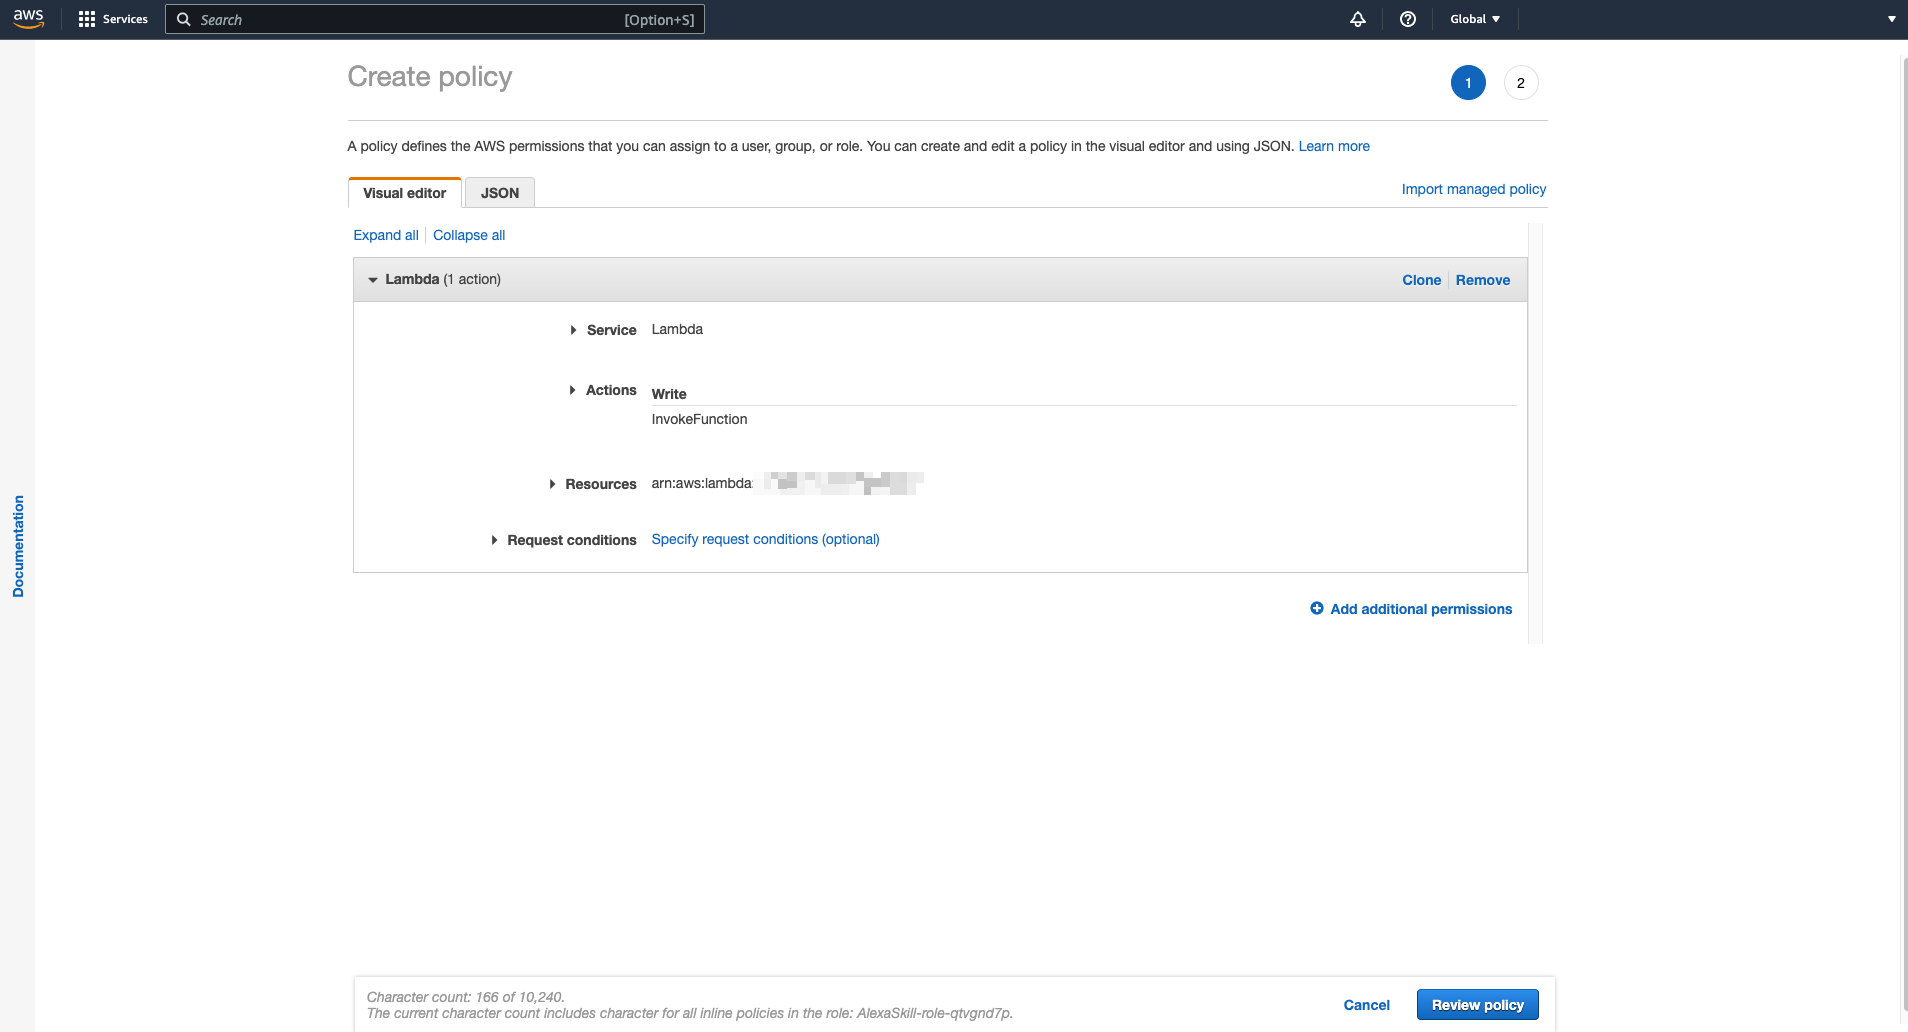 aws
Services
Search
[Option+S]
Global
Create policy
1
2
A policy defines the AWS permissions that you can assign to a user, group, or role. You can create and edit a policy in the visual editor and using JSON. Learn more
Visual editor
JSON
Import managed policy
Expand all
Collapse all
Lambda (1 action)
Clone
Remove
Service
Lambda
Actions
Write
InvokeFunction
Resources
arn:aws:lambda:
Request conditions
Specify request conditions (optional)
Add additional permissions
Documentation
Character count: 166 of 10,240.
The current character count includes character for all inline policies in the role: AlexaSkill-role-qtvgnd7p.
Cancel
Review policy